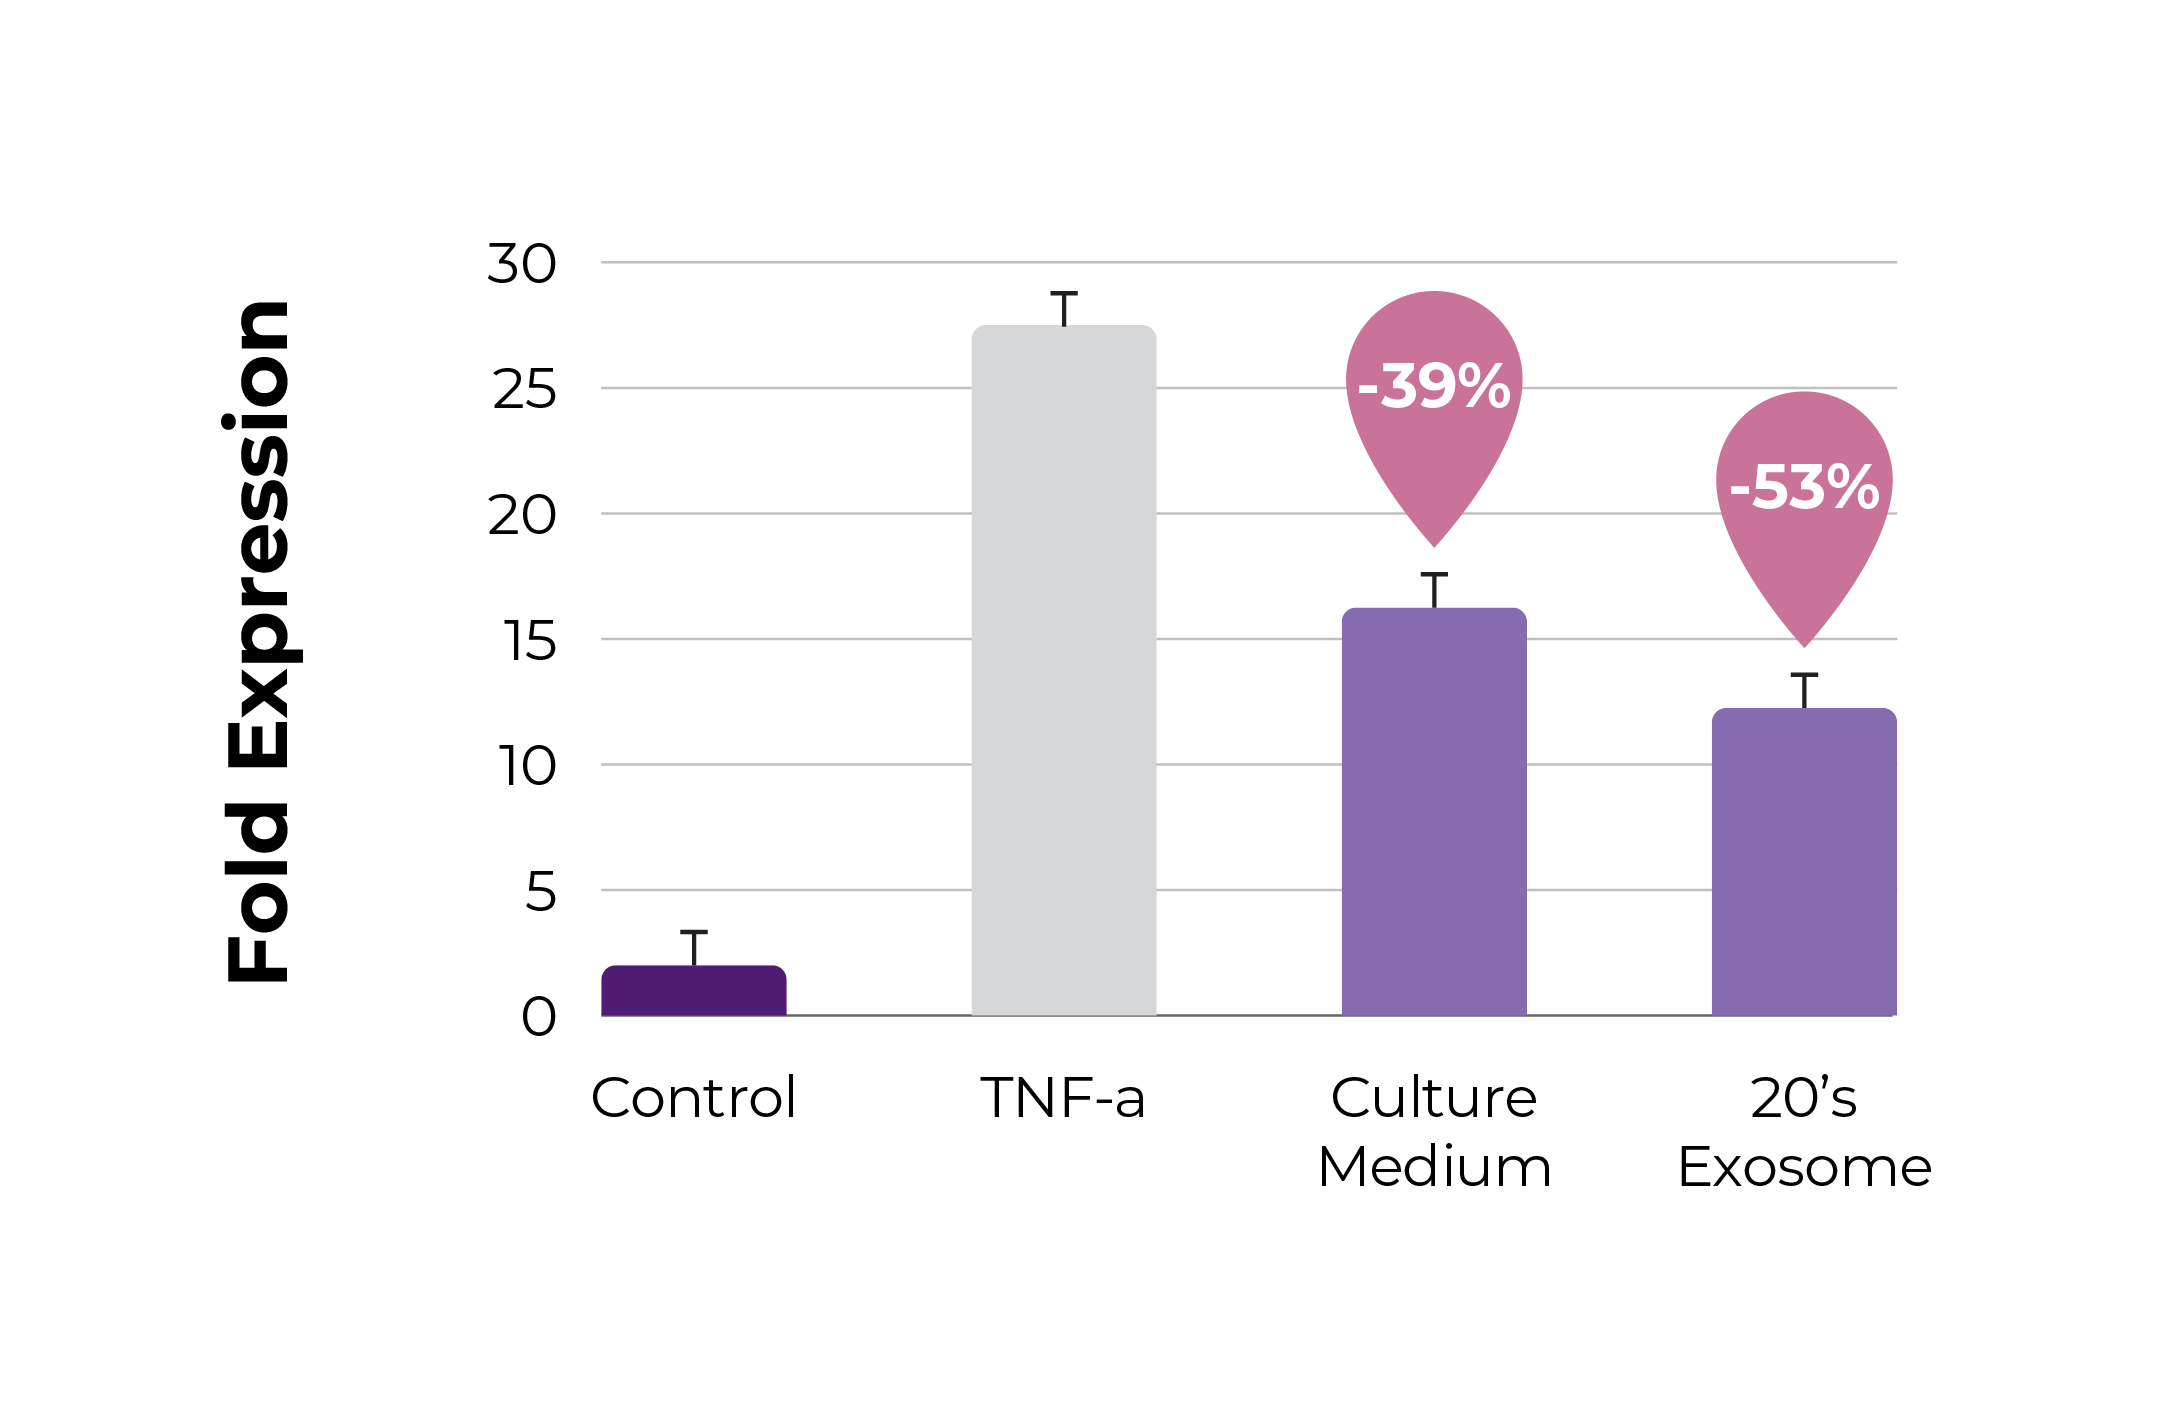 Fold Expression
30
25
20
15
10
5
0
-39%
-53%
Control
TNF-a
Culture
Medium
20’s
Exosome